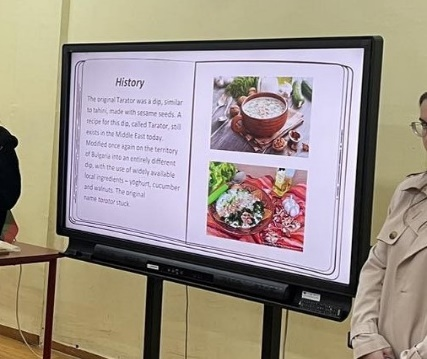 History
The original Tarator was a dip, similar
to tahini, made with sesame seeds. A
recipe for this dip, called Tarator, still
exists in the Middle East today.
Modified once again on the territory
of Bulgaria into an entirely different
dip, with the use of widely available
local ingredients – yoghurt, cucumber
and walnuts. The original
name tarator stuck.